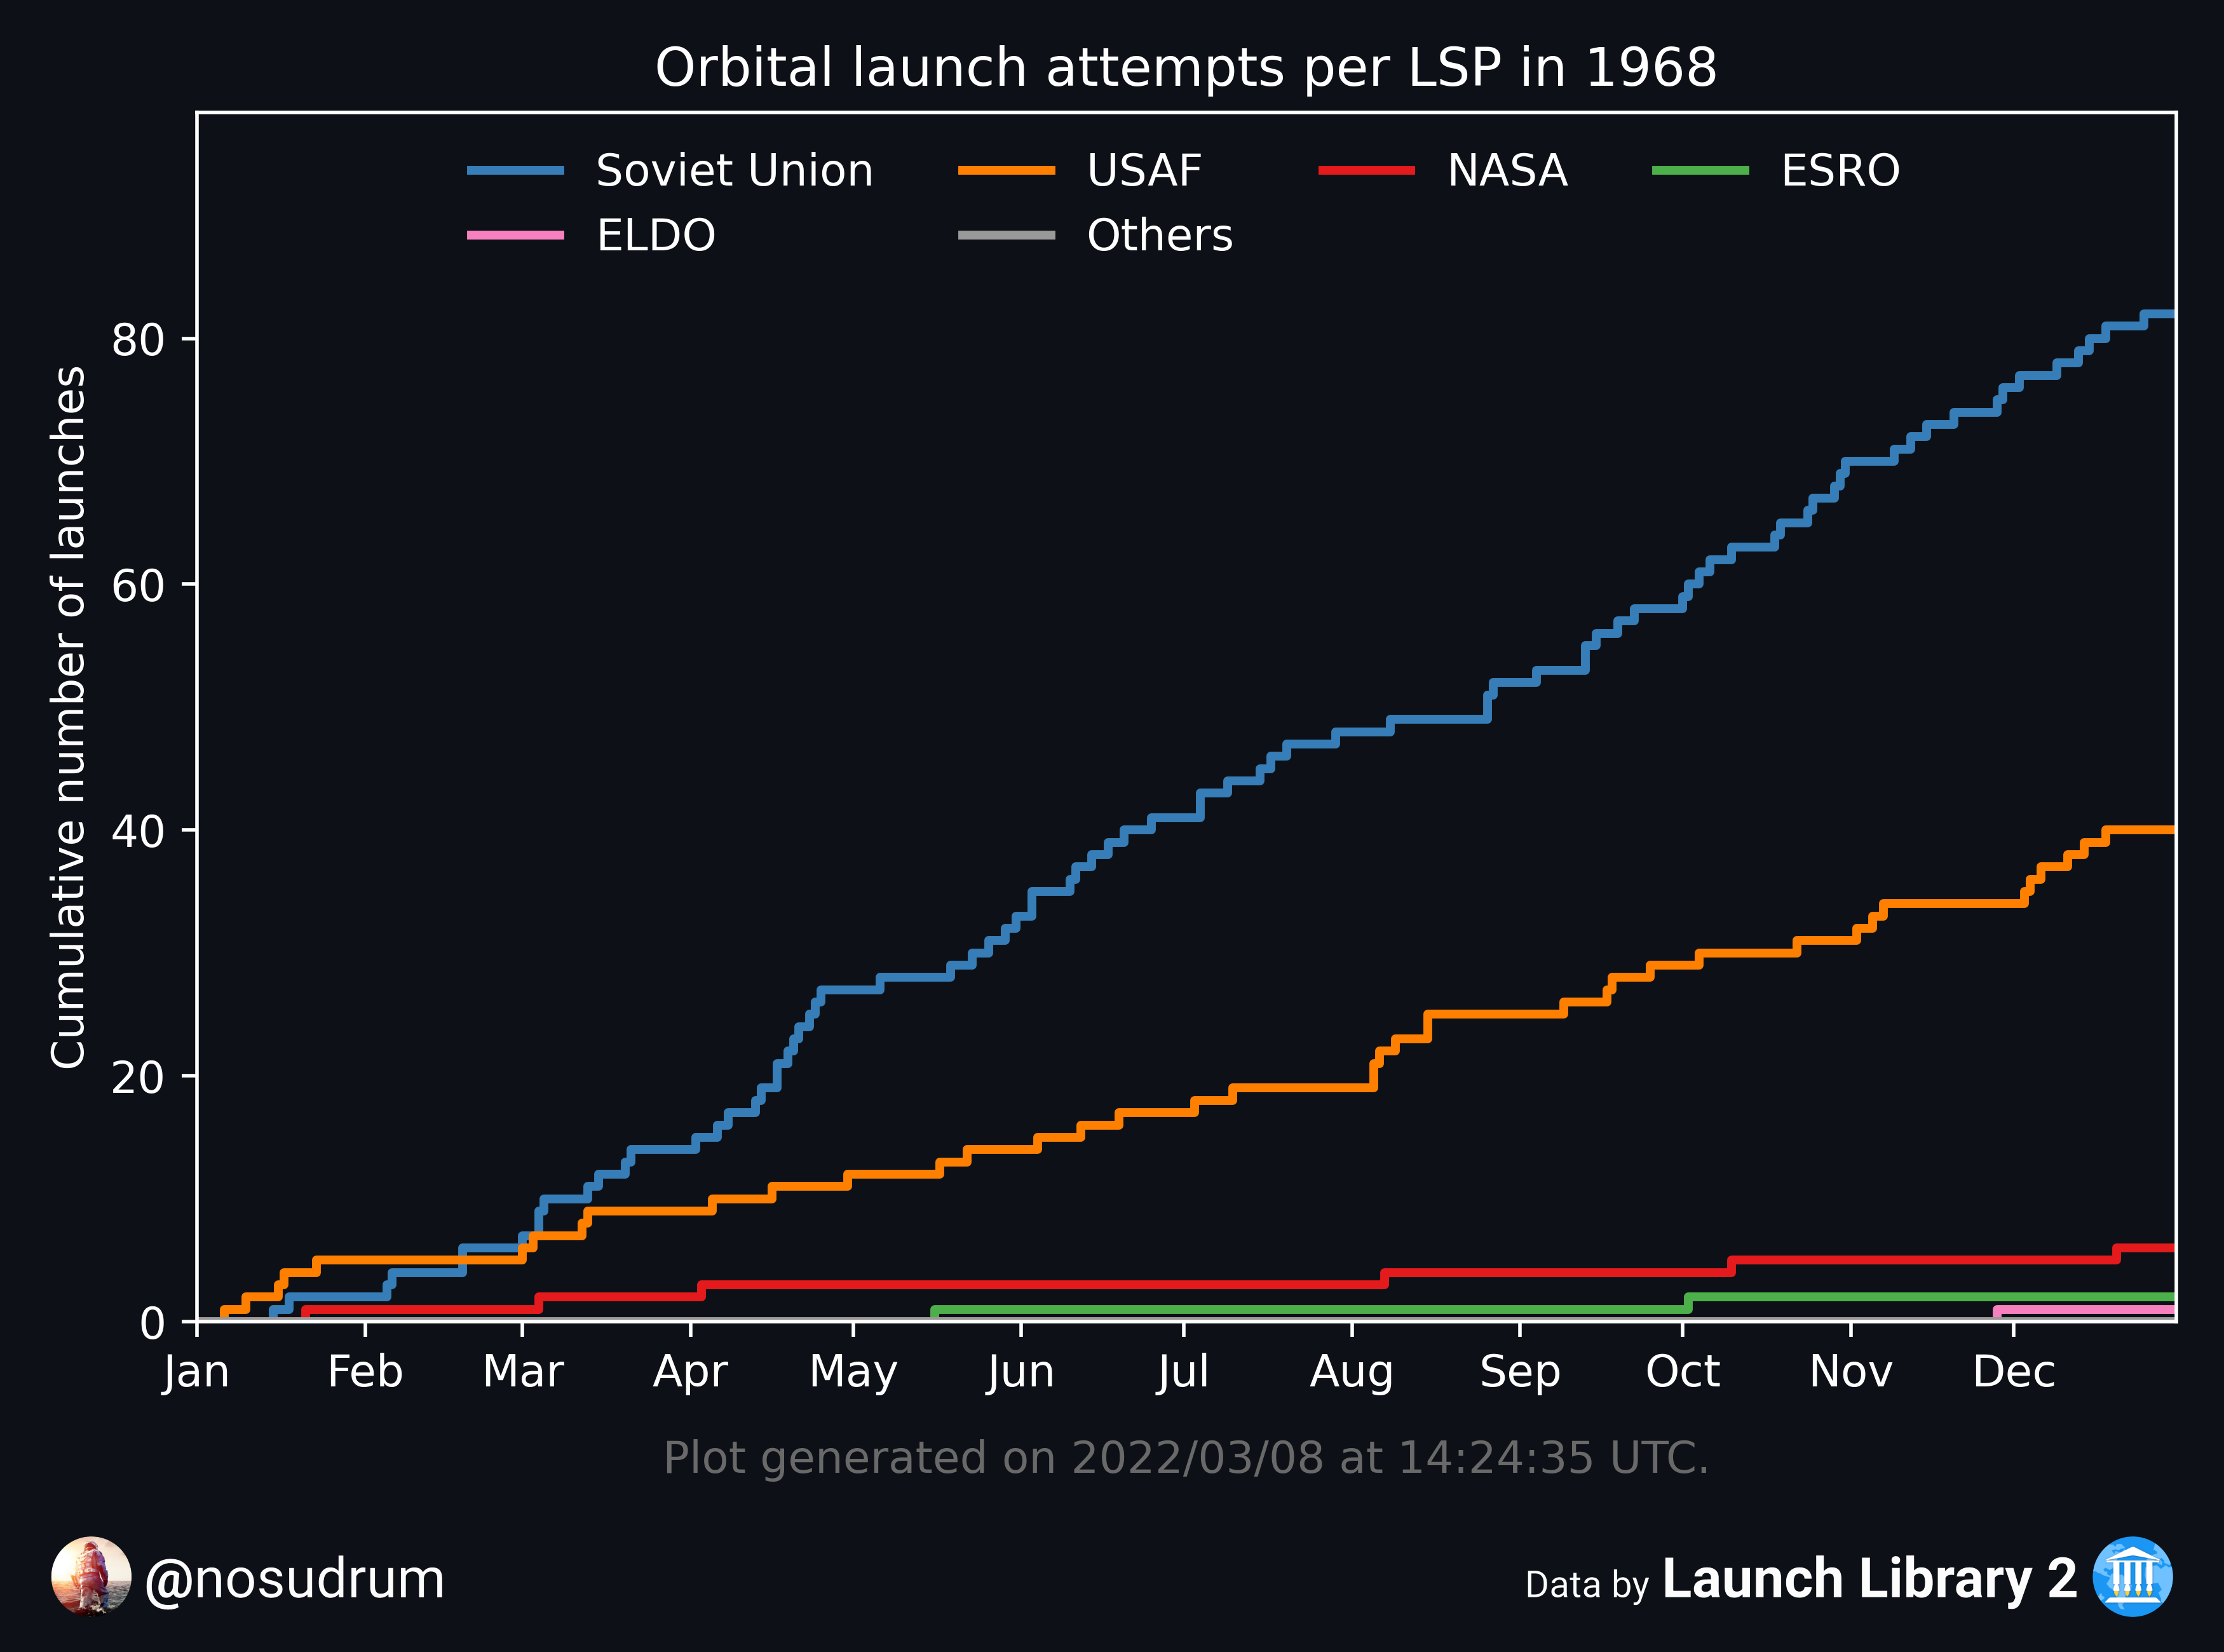 Orbital launch attempts per LSP in 1968
Soviet Union USAF NASA ESRO
ELDO Others
Cumulative number of launches
80
60
40
20
0
Jan Feb Mar Apr May Jun Jul Aug Sep Oct Nov Dec
Plot generated on 2022/03/08 at 14:24:35 UTC.
@nosudrum
Data by Launch Library 2